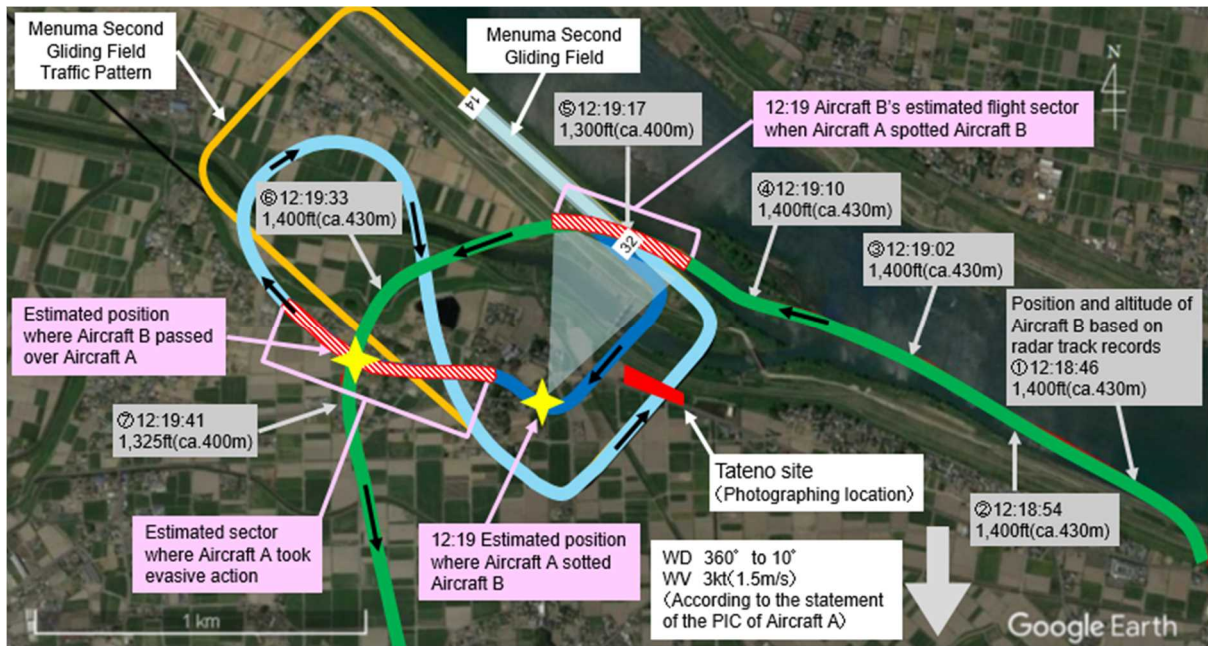 Menuma Second
Gliding Field
Traffic Pattern
Menuma Second
Gliding Field
N
14
⑤12:19:17
1,300ft(ca.400m)
12:19 Aircraft B's estimated flight sector
when Aircraft A spotted Aircraft B
⑥12:19:33
1,400ft(ca.430m)
④12:19:10
1,400ft(ca.430m)
32
③12:19:02
1,400ft(ca.430m)
Position and altitude of
Aircraft B based on
radar track records
①12:18:46
1,400ft(ca.430m)
Estimated position
where Aircraft B passed
over Aircraft A
⑦12:19:41
1,325ft(ca.400m)
Tateno site
(Photographing location)
②12:18:54
1,400ft(ca.430m)
Estimated sector
where Aircraft A took
evasive action
12:19 Estimated position
where Aircraft A sotted
Aircraft B
WD 360° to 10°
WV 3kt(1.5m/s)
(According to the statement
of the PIC of Aircraft A)
1 km
Google Earth